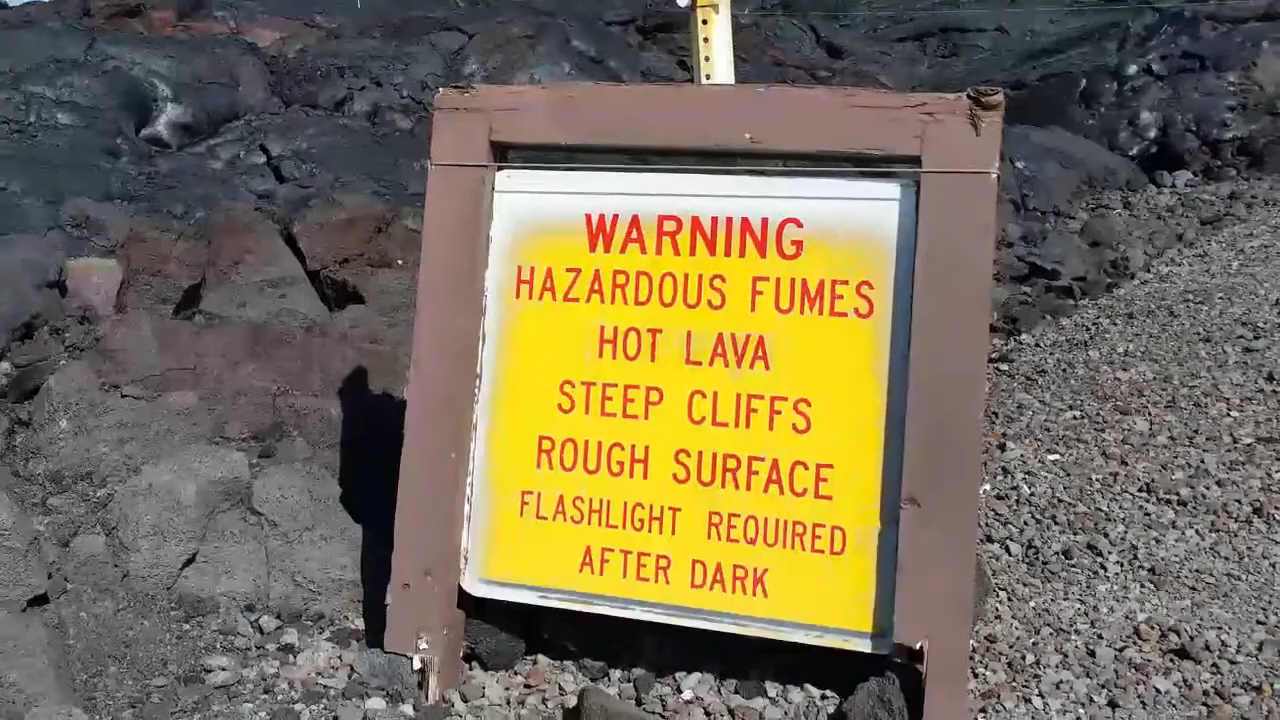 WARNING
HAZARDOUS FUMES
HOT LAVA
STEEP CLIFFS
ROUGH SURFACE
FLASHLIGHT REQUIRED
AFTER DARK